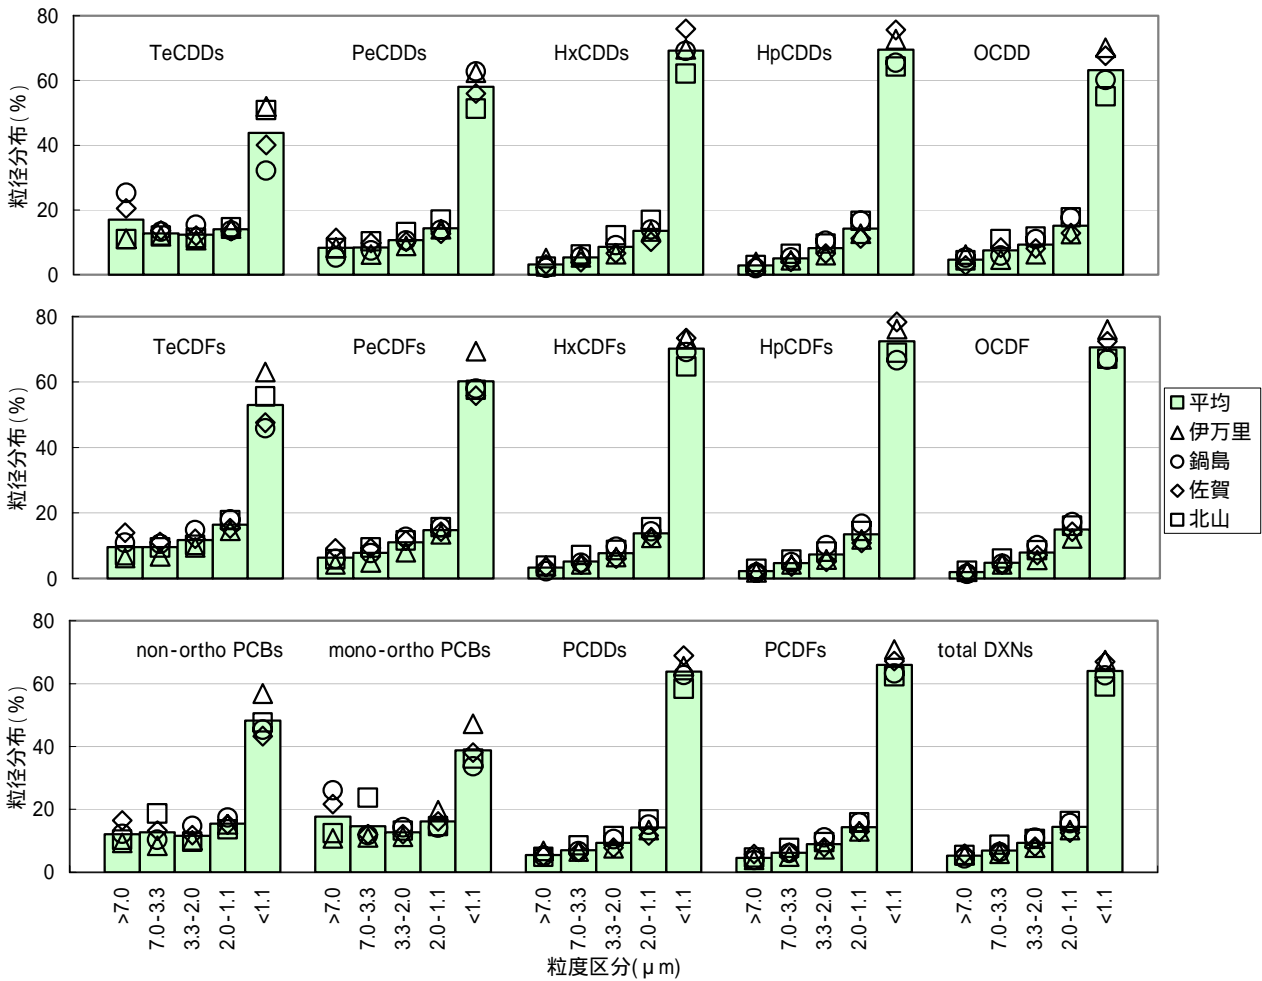 80
60
40
20
0
粒径分布(%)
TeCDDs PeCDDs HxCDDs HpCDDs OCDD
80
60
40
20
0
粒径分布(%)
TeCDFs PeCDFs HxCDFs HpCDFs OCDF
平均
伊万里
鍋島
佐賀
北山
80
60
40
20
0
粒径分布(%)
non-ortho PCBs mono-ortho PCBs PCDDs PCDFs total DXNs
>7.0 7.0-3.3 3.3-2.0 2.0-1.1 <1.1 >7.0 7.0-3.3 3.3-2.0 2.0-1.1 <1.1 >7.0 7.0-3.3 3.3-2.0 2.0-1.1 <1.1 >7.0 7.0-3.3 3.3-2.0 2.0-1.1 <1.1 >7.0 7.0-3.3 3.3-2.0 2.0-1.1 <1.1
粒度区分(μm)